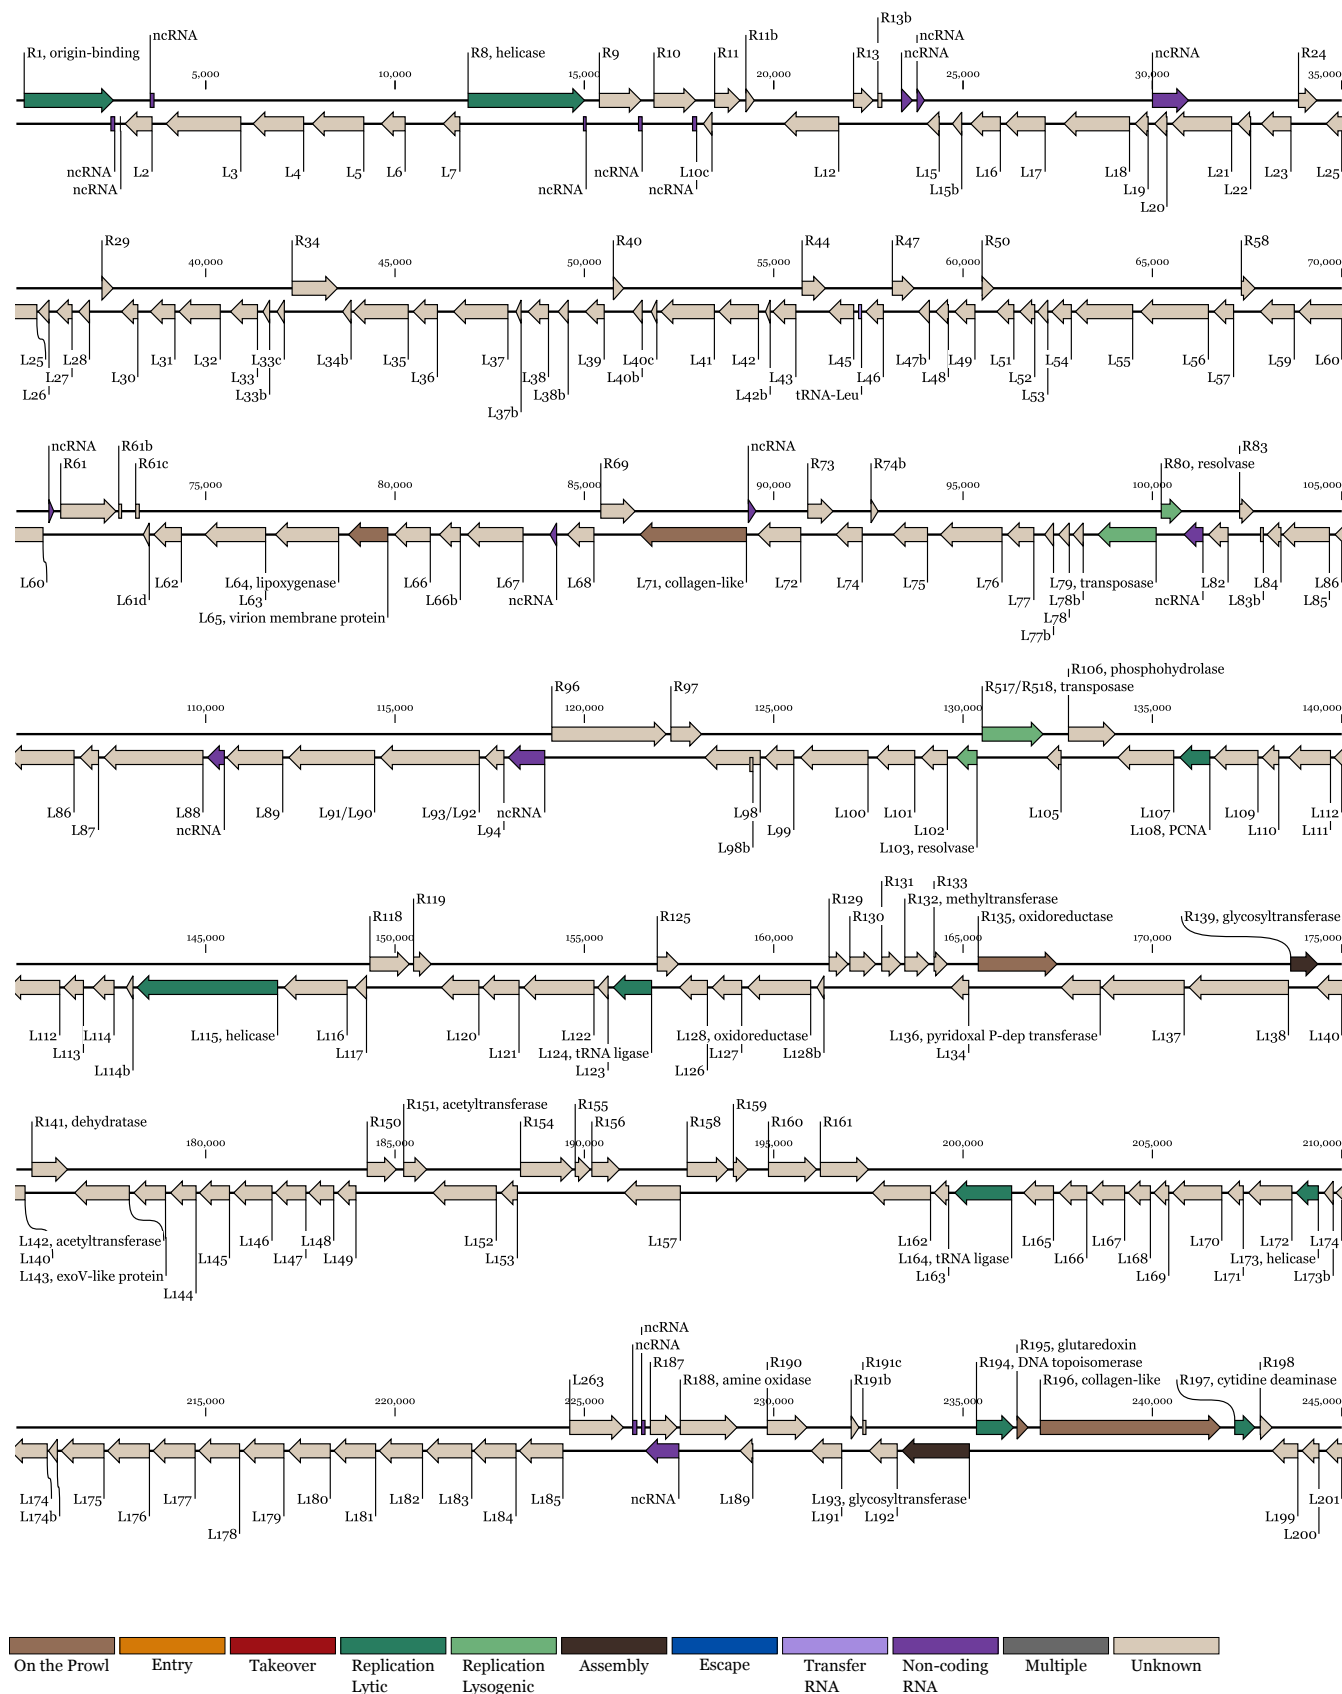 R13b
ncRNA ncRNA
R11b
R1, origin-binding R8, helicase R9 R10 R11 R13 ncRNA ncRNA R24
5,000 10,000 15,000 20,000 25,000 30,000 35,000
ncRNA L2 L3 L4 L5 L6 L7 ncRNA L10c L12 L15 L16 L17 L18 L21 L23 L25
ncRNA ncRNA ncRNA L15b L19 L22
L20
R29 R34 R40 R44 R47 R50 R58
40,000 45,000 50,000 55,000 60,000 65,000 70,000
L25 L28 L30 L31 L32 L33c L34b L35 L37 L38 L39 L40c L41 L42 L45 L47b L49 L51 L54 L55 L56 L59 L60
L27 L33 L36 L40b L43 L46 L48 L52 L57
L26 L33b L38b L42b tRNA-Leu L53
L37b
ncRNA R61b ncRNA R83
R61 R61c R69 R73 R74b R80, resolvase
75,000 80,000 85,000 90,000 95,000 100,000 105,000
L60 L62 L64, lipoxygenase L66 L67 L68 L71, collagen-like L72 L74 L75 L76 L79, transposase L82 L84 L86
L61d L63 L66b ncRNA L77 L78b ncRNA L83b L85
L65, virion membrane protein L78
L77b
R106, phosphohydrolase
R96 R97 R517/R518, transposase
110,000 115,000 120,000 125,000 130,000 135,000 140,000
L86 L88 L89 L91/L90 L93/L92 ncRNA L98 L100 L101 L105 L107 L109 L112
L87 ncRNA L94 L99 L102 L108, PCNA L110 L111
L98b L103, resolvase
R131 R133
R119 R129 R132, methyltransferase
R118 R125 R130 R135, oxidoreductase R139, glycosyltransferase
145,000 150,000 155,000 160,000 165,000 170,000 175,000
L112 L114 L115, helicase L116 L120 L122 L128, oxidoreductase L136, pyridoxal P-dep transferase L137 L138 L140
L113 L117 L121 L124, tRNA ligase L127 L128b L134
L114b L123 L126
R151, acetyltransferase R155 R159
R141, dehydratase R150 R154 R156 R158 R160 R161
180,000 185,000 190,000 195,000 200,000 205,000 210,000
L142, acetyltransferase L146 L148 L152 L157 L162 L165 L167 L170 L172 L174
L140 L145 L147 L149 L153 L164, tRNA ligase L166 L168 L173, helicase
L143, exoV-like protein L163 L169 L171 L173b
L144
ncRNA
ncRNA R195, glutaredoxin
R187 R190 R191c R194, DNA topoisomerase R198
L263 R188, amine oxidase R191b R196, collagen-like R197, cytidine deaminase
215,000 220,000 225,000 230,000 235,000 240,000 245,000
L174 L175 L177 L180 L182 L183 L185 ncRNA L189 L193, glycosyltransferase L201
L174b L176 L179 L181 L184 L191 L192 L199
L178 L200
On the Prowl Entry Takeover Replication Replication Assembly Escape Transfer Non-coding Multiple Unknown
Lytic Lysogenic RNA RNA